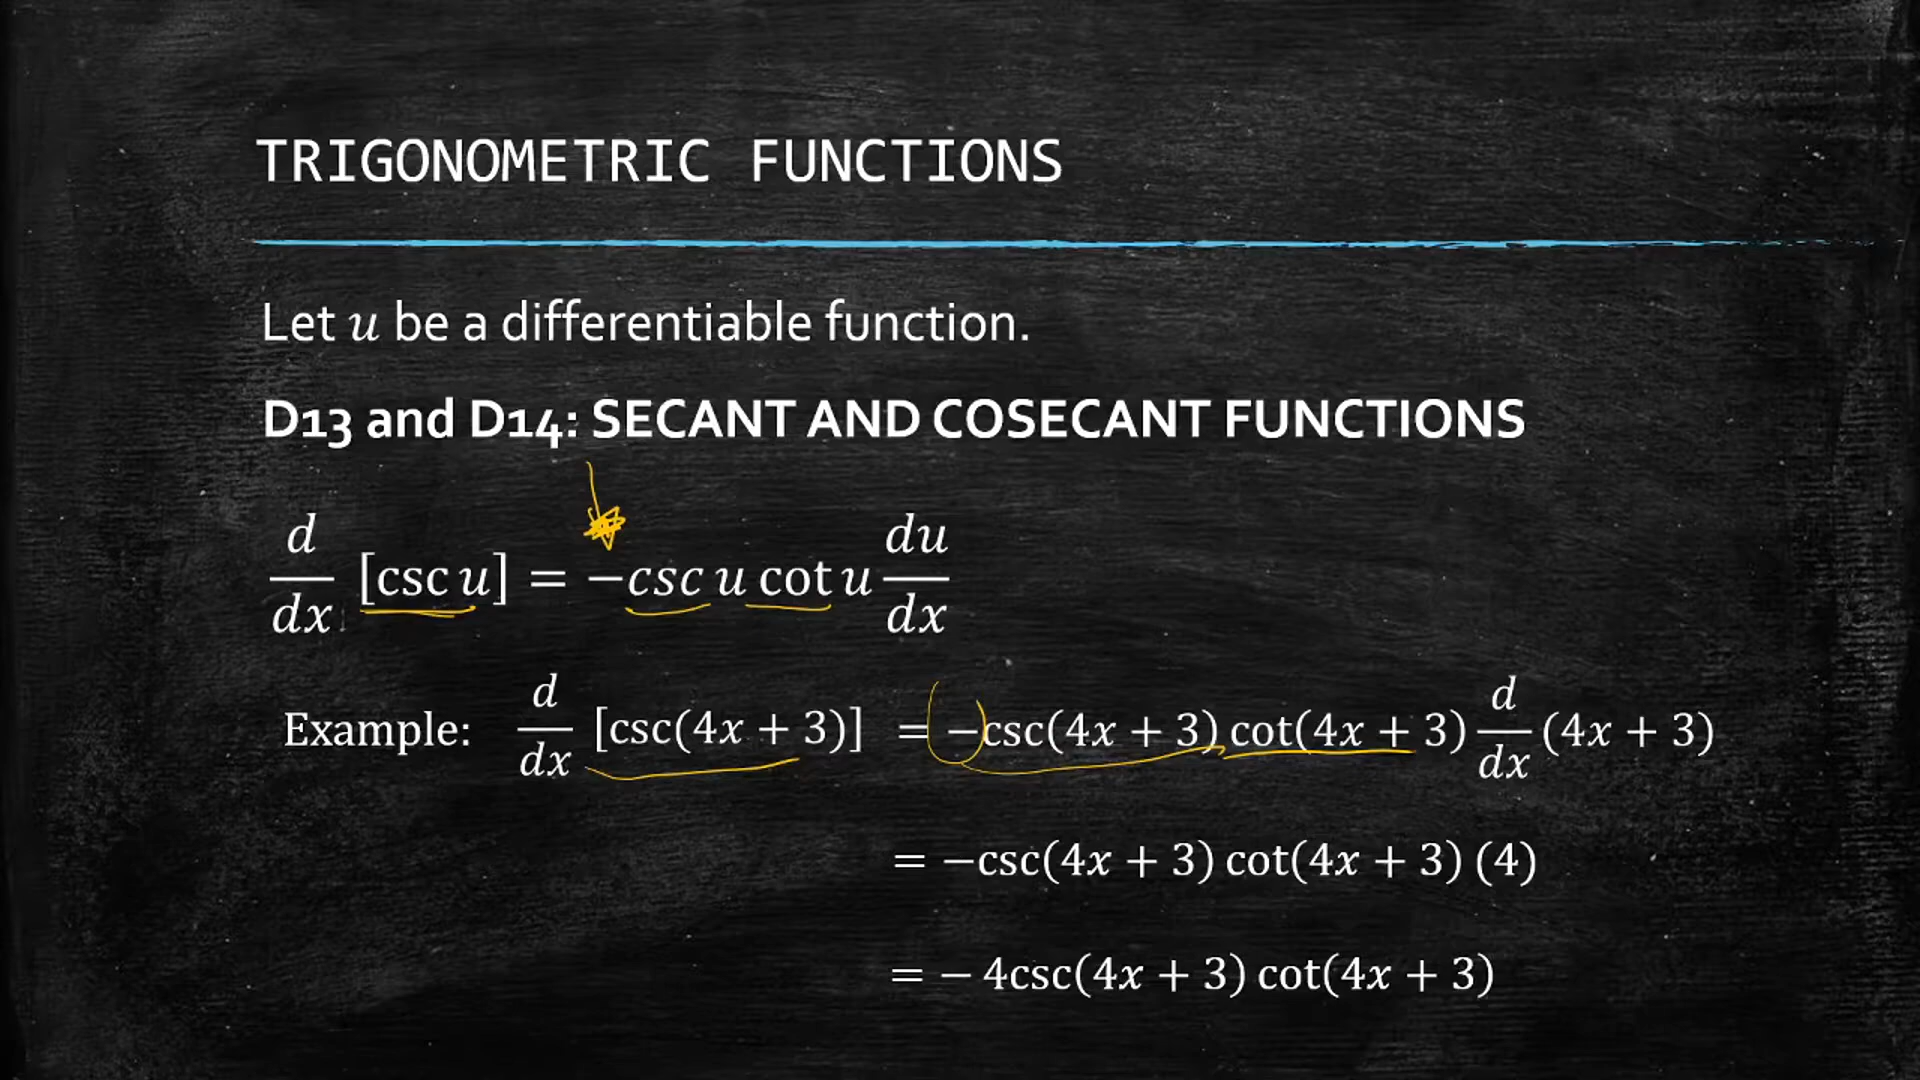 TRIGONOMETRIC FUNCTIONS
Let u be a differentiable function.
D13 and D14: SECANT AND COSECANT FUNCTIONS
d/dx [csc u] = −csc u cot u du/dx
Example: d/dx [csc(4x + 3)] = −csc(4x + 3) cot(4x + 3) d/dx (4x + 3)
= −csc(4x + 3) cot(4x + 3) (4)
= − 4csc(4x + 3) cot(4x + 3)